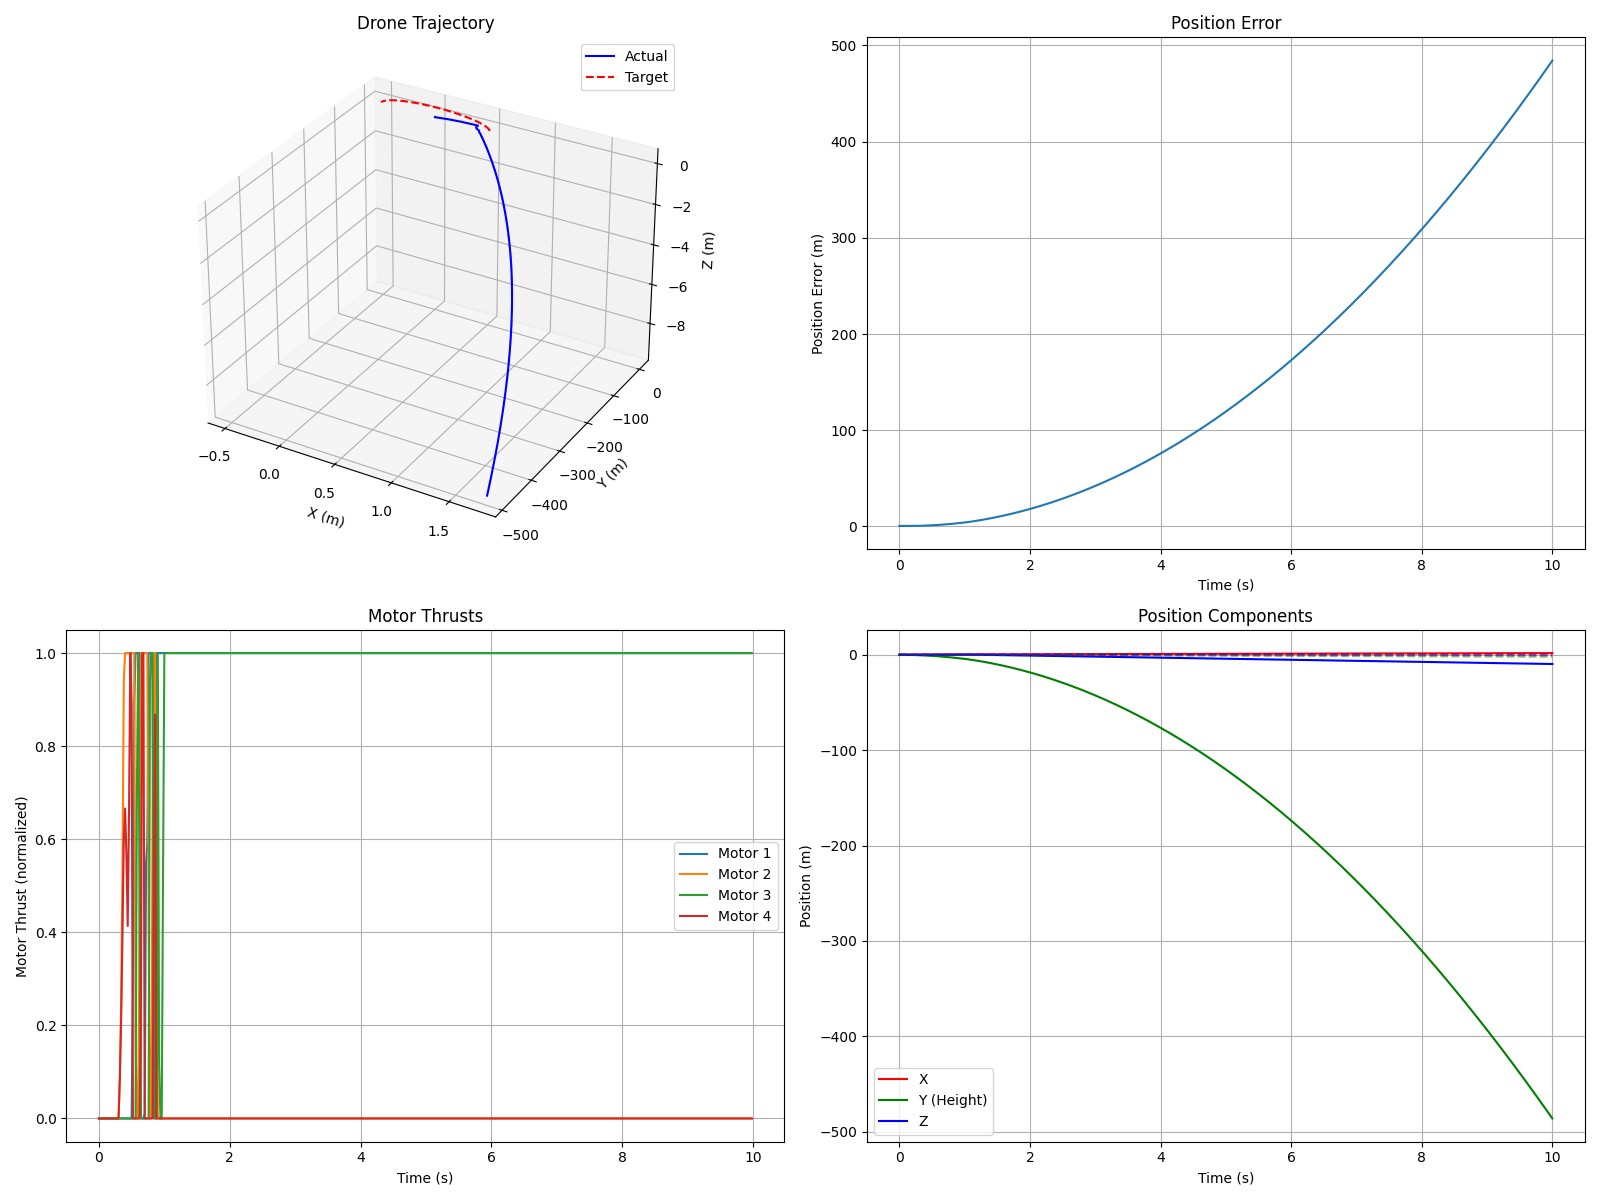 Drone Trajectory
Actual
Target
0
−2
−4
−6
−8
Z (m)
−0.5
0.0
0.5
1.0
1.5
X (m)
0
−100
−200
−300
−400
−500
Y (m)
Position Error
500
400
300
200
100
0
Position Error (m)
0 2 4 6 8 10
Time (s)
Motor Thrusts
1.0
0.8
0.6
0.4
0.2
0.0
Motor Thrust (normalized)
Motor 1
Motor 2
Motor 3
Motor 4
0 2 4 6 8 10
Time (s)
Position Components
0
−100
−200
−300
−400
−500
Position (m)
X
Y (Height)
Z
0 2 4 6 8 10
Time (s)